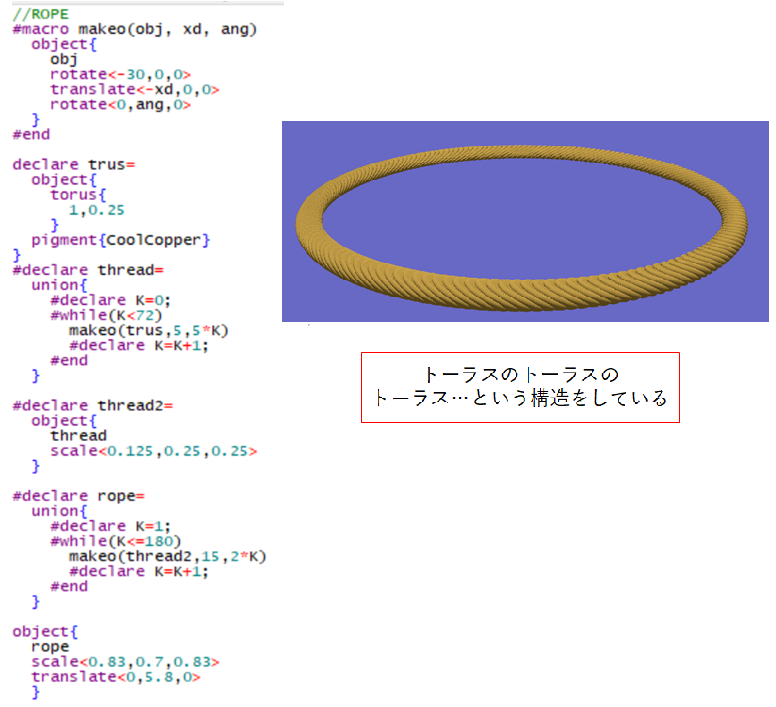 //ROPE
#macro makeo(obj, xd, ang)
object{
obj
rotate<-30,0,0>
translate<-xd,0,0>
rotate<0,ang,0>
}
#end
declare trus=
object{
torus{
1,0.25
}
pigment{CoolCopper}
}
#declare thread=
union{
#declare K=0;
#while(K<72)
makeo(trus,5,5*K)
#declare K=K+1;
#end
}
#declare thread2=
object{
thread
scale<0.125,0.25,0.25>
}
#declare rope=
union{
#declare K=1;
#while(K<=180)
makeo(thread2,15,2*K)
#declare K=K+1;
#end
}
object{
rope
scale<0.83,0.7,0.83>
translate<0,5.8,0>
}
トーラスのトーラスの
トーラス…という構造をしている